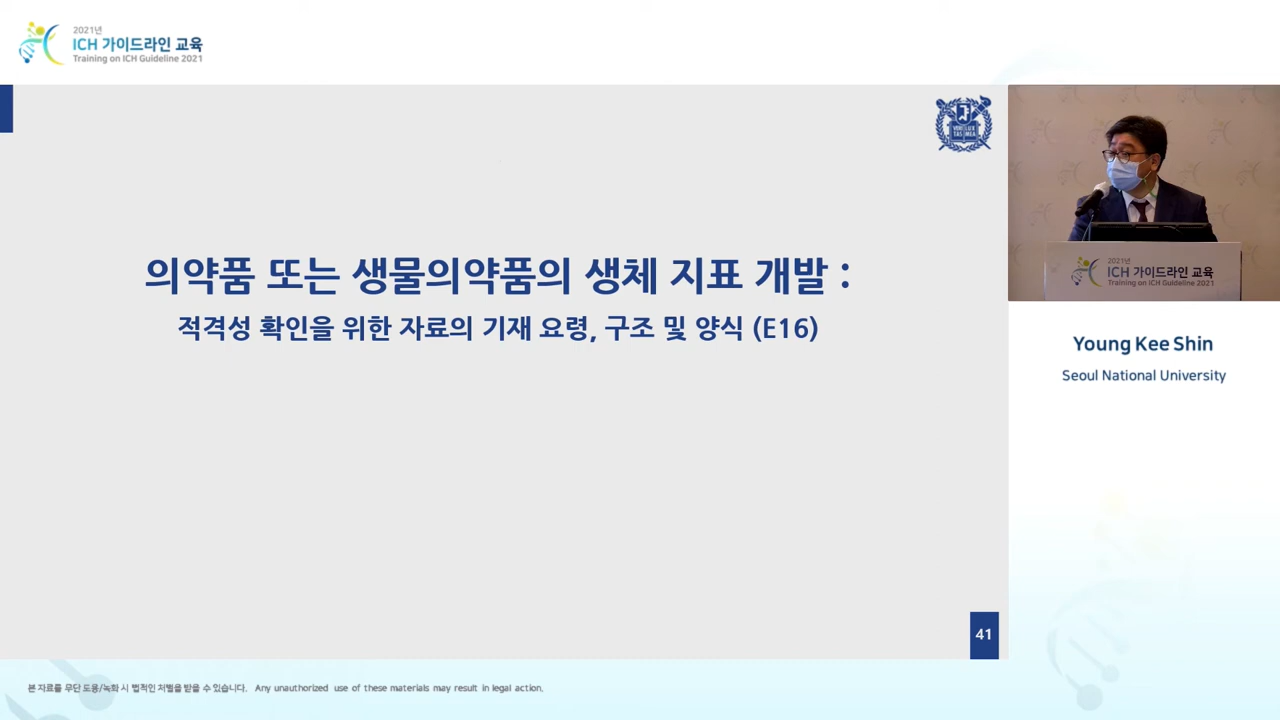 2021년
ICH 가이드라인 교육
Training on ICH Guideline 2021
VERI LUX
TAS MEA
의약품 또는 생물의약품의 생체 지표 개발 :
적격성 확인을 위한 자료의 기재 요령, 구조 및 양식 (E16)
2021년
ICH 가이드라인 교육
Training on ICH Guideline 2021
Young Kee Shin
Seoul National University
41
본 자료를 무단 도용/녹화 시 법적인 처벌을 받을 수 있습니다. Any unauthorized use of these materials may result in legal action.